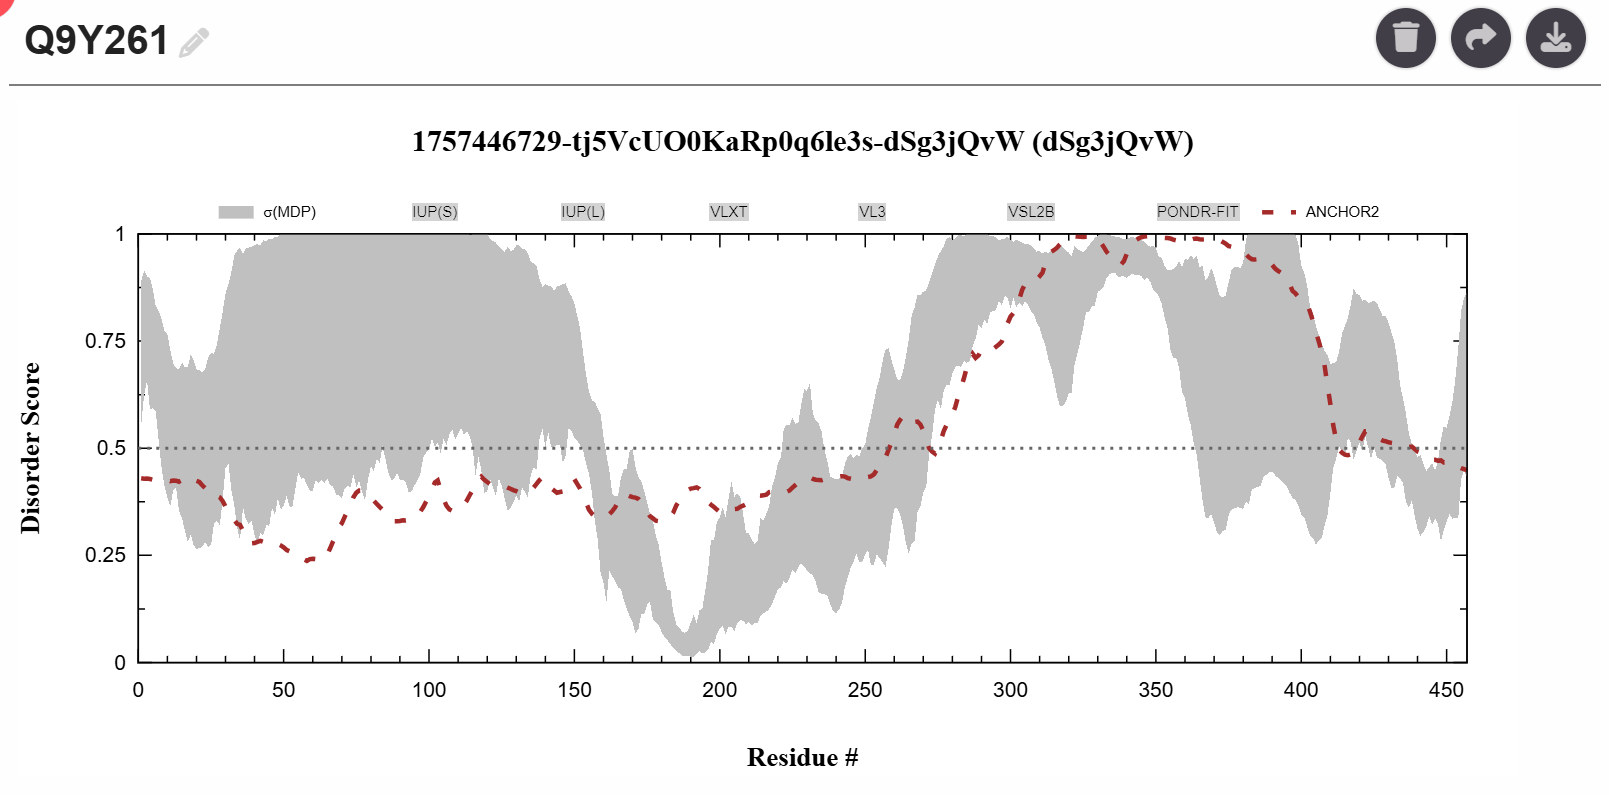 Q9Y261
1757446729-tj5VcUO0KaRp0q6le3s-dSg3jQvW (dSg3jQvW)
σ(MDP) IUP(S) IUP(L) VLXT VL3 VSL2B PONDR-FIT ANCHOR2
1
0.75
0.5
0.25
0
Disorder Score
0 50 100 150 200 250 300 350 400 450
Residue #